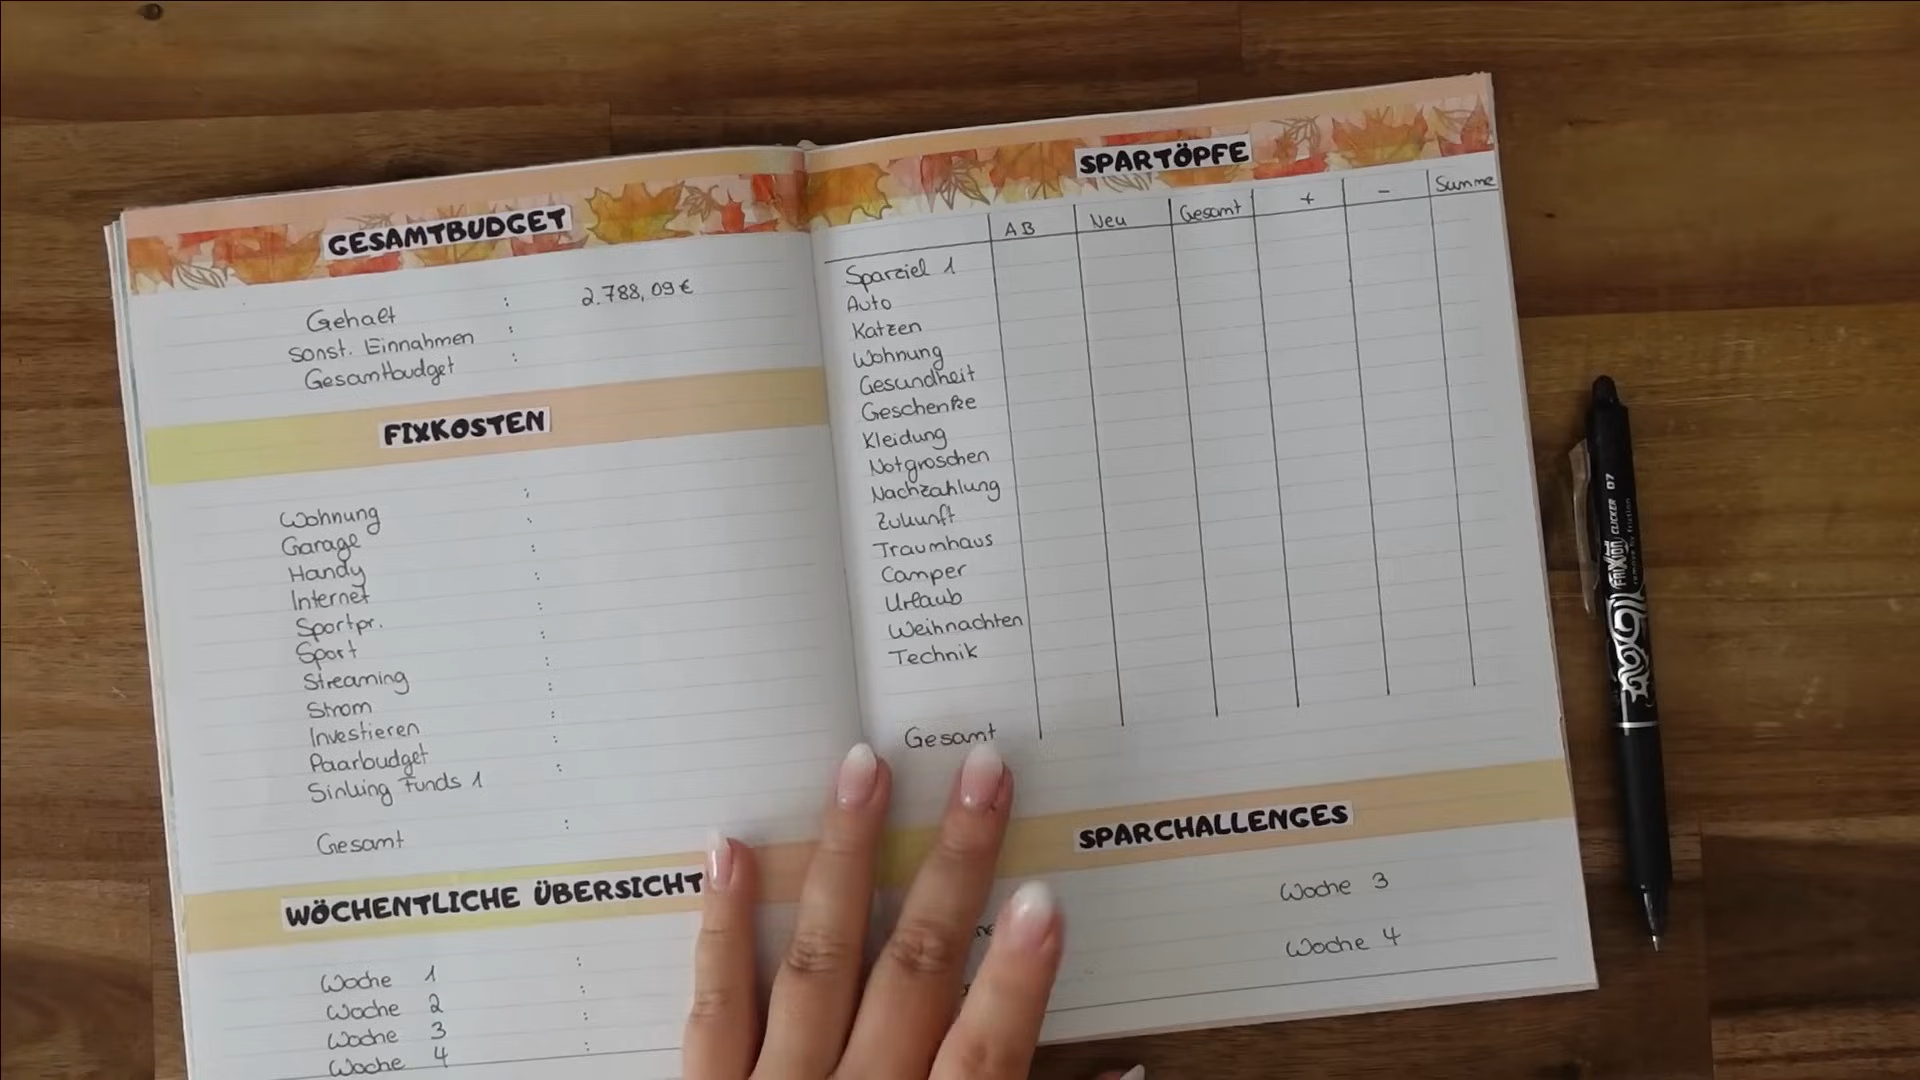 GESAMTBUDGET
Gehalt : 2.788,09 €
Sonst. Einnahmen :
Gesamtbudget :
FIXKOSTEN
Wohnung :
Garage :
Handy :
Internet :
Sportpr. :
Sport :
Streaming :
Strom :
Investieren :
Paarbudget :
Sinking Funds 1 :
Gesamt :
WÖCHENTLICHE ÜBERSICHT
Woche 1 :
Woche 2 :
Woche 3 :
Woche 4 :
SPARTÖPFE
AB Neu Gesamt + - Summe
Sparziel 1
Auto
Katzen
Wohnung
Gesundheit
Geschenke
Kleidung
Notgroschen
Nachzahlung
Zukunft
Traumhaus
Camper
Urlaub
Weihnachten
Technik
Gesamt
SPARCHALLENGES
Woche 3
Woche 4
FRIXION CLICKER 07